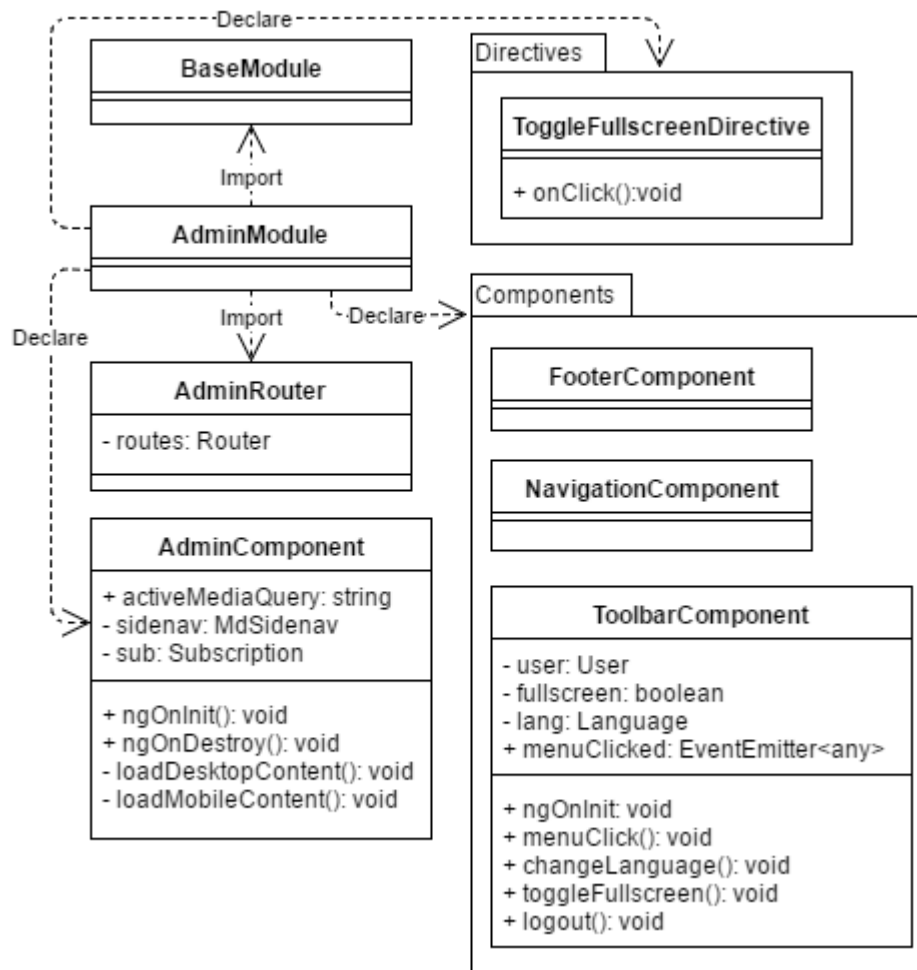 Declare
BaseModule
Import
AdminModule
Declare
Import
Declare
AdminRouter
- routes: Router
AdminComponent
+ activeMediaQuery: string
- sidenav: MdSidenav
- sub: Subscription
+ ngOnInit(): void
+ ngOnDestroy(): void
- loadDesktopContent(): void
- loadMobileContent(): void
Directives
ToggleFullscreenDirective
+ onClick():void
Components
FooterComponent
NavigationComponent
ToolbarComponent
- user: User
- fullscreen: boolean
- lang: Language
+ menuClicked: EventEmitter<any>
+ ngOnInit: void
+ menuClick(): void
+ changeLanguage(): void
+ toggleFullscreen(): void
+ logout(): void